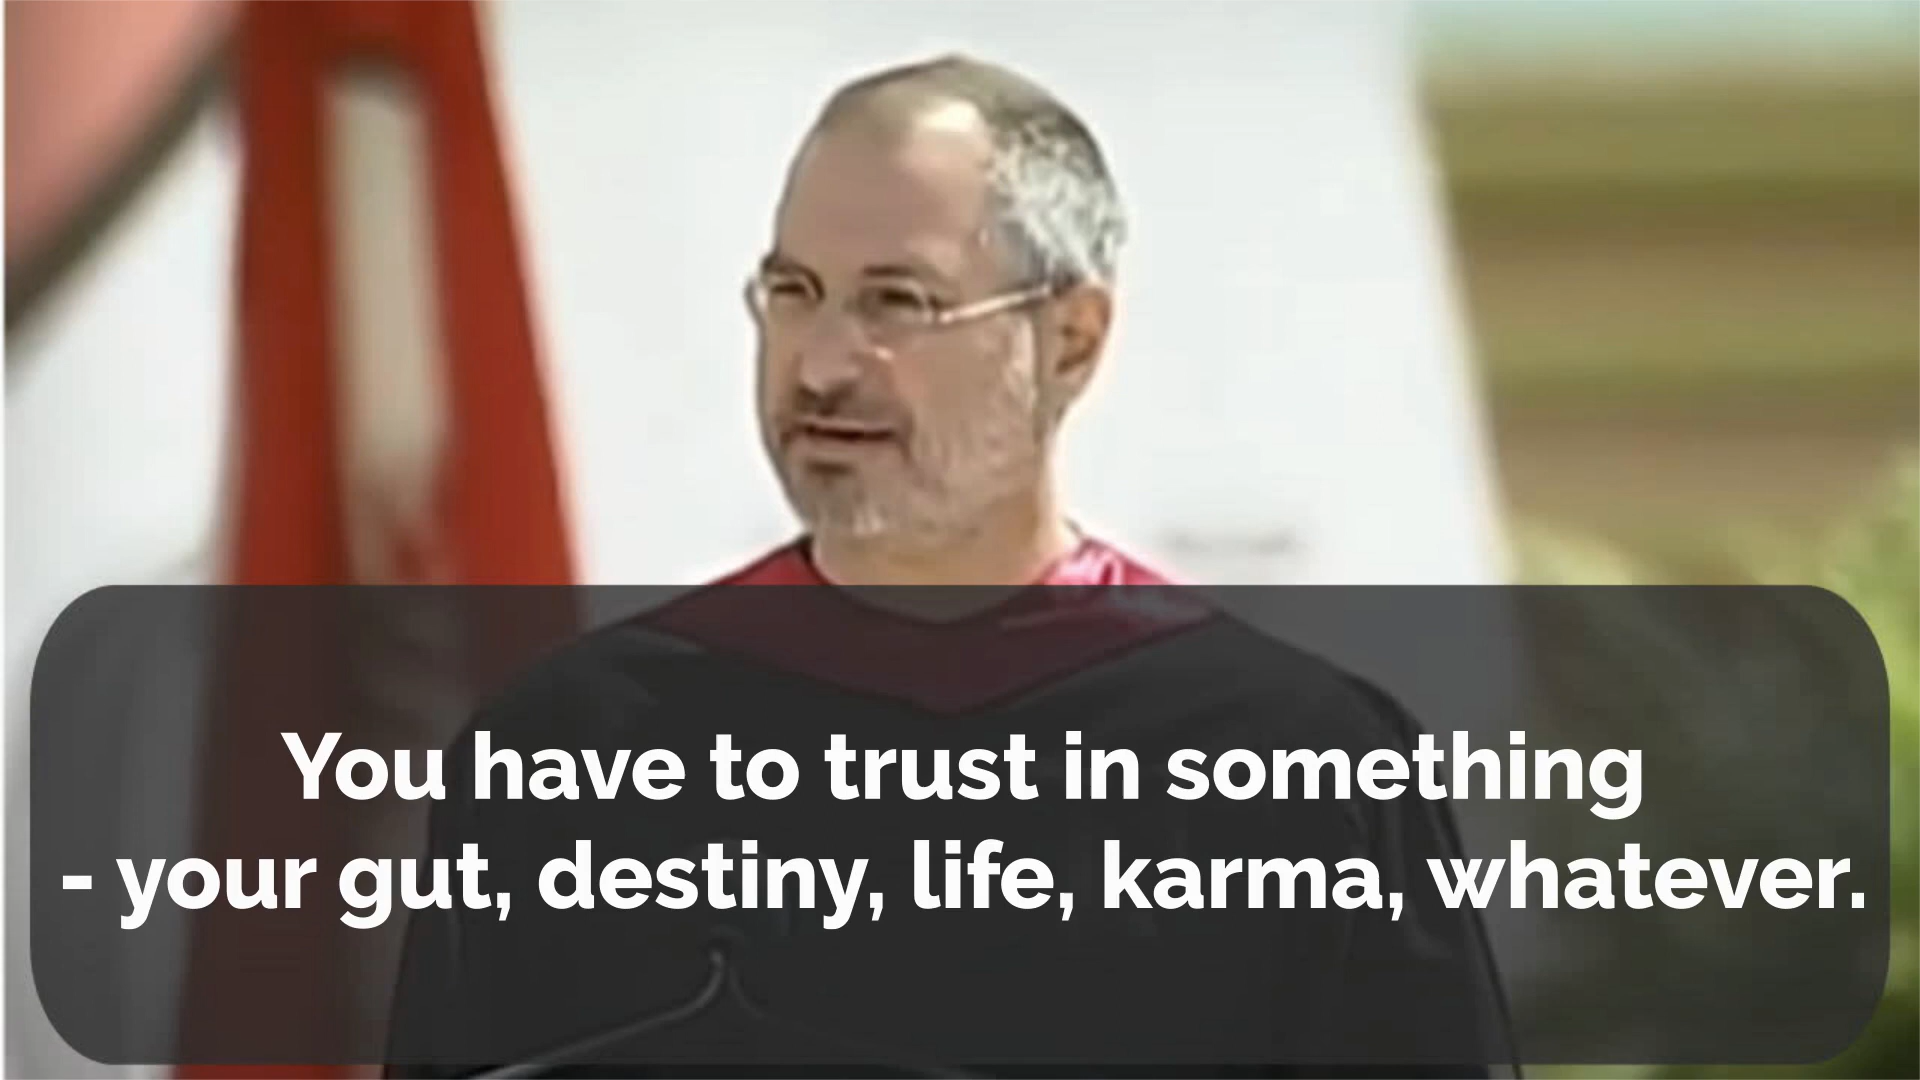 You have to trust in something
- your gut, destiny, life, karma, whatever.